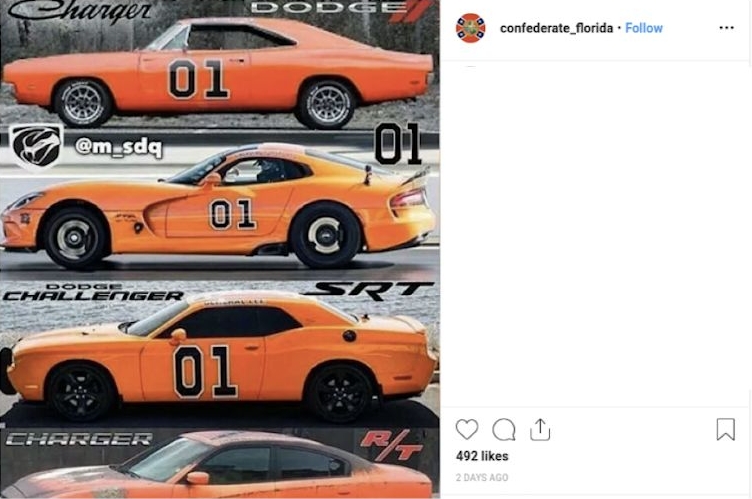 Charger
DODGE
01
@m_sdq
01
01
DODGE
CHALLENGER
SRT
01
CHARGER
R/T
confederate_florida • Follow
492 likes
2 DAYS AGO